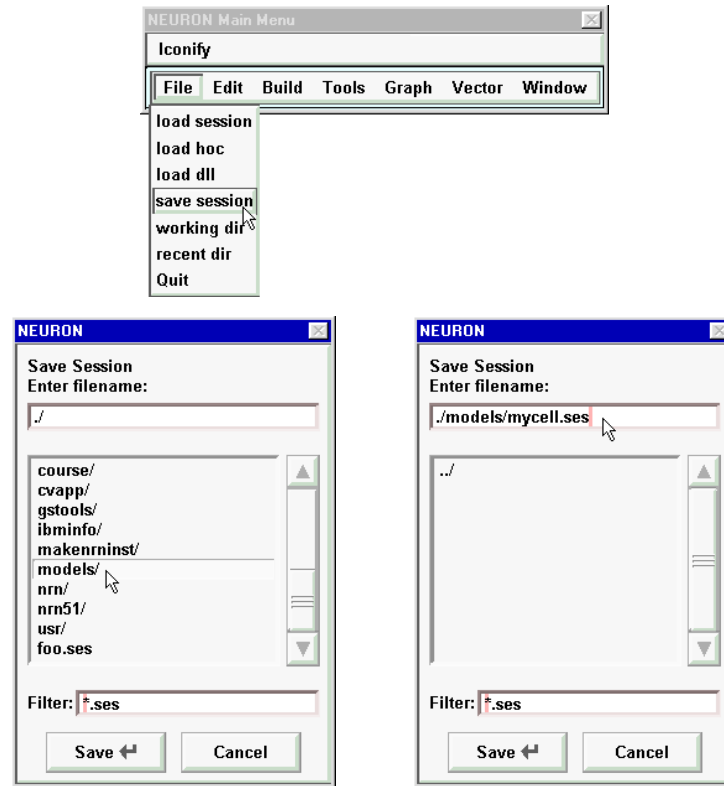 NEURON Main Menu
Iconify
File Edit Build Tools Graph Vector Window
load session
load hoc
load dll
save session
working dir
recent dir
Quit
NEURON
Save Session
Enter filename:
./
course/
cvapp/
gstools/
ibminfo/
makenrninst/
models/
nrn/
nrn51/
usr/
foo.ses
Filter: *.ses
Save Cancel
NEURON
Save Session
Enter filename:
./models/mycell.ses
../
Filter: *.ses
Save Cancel